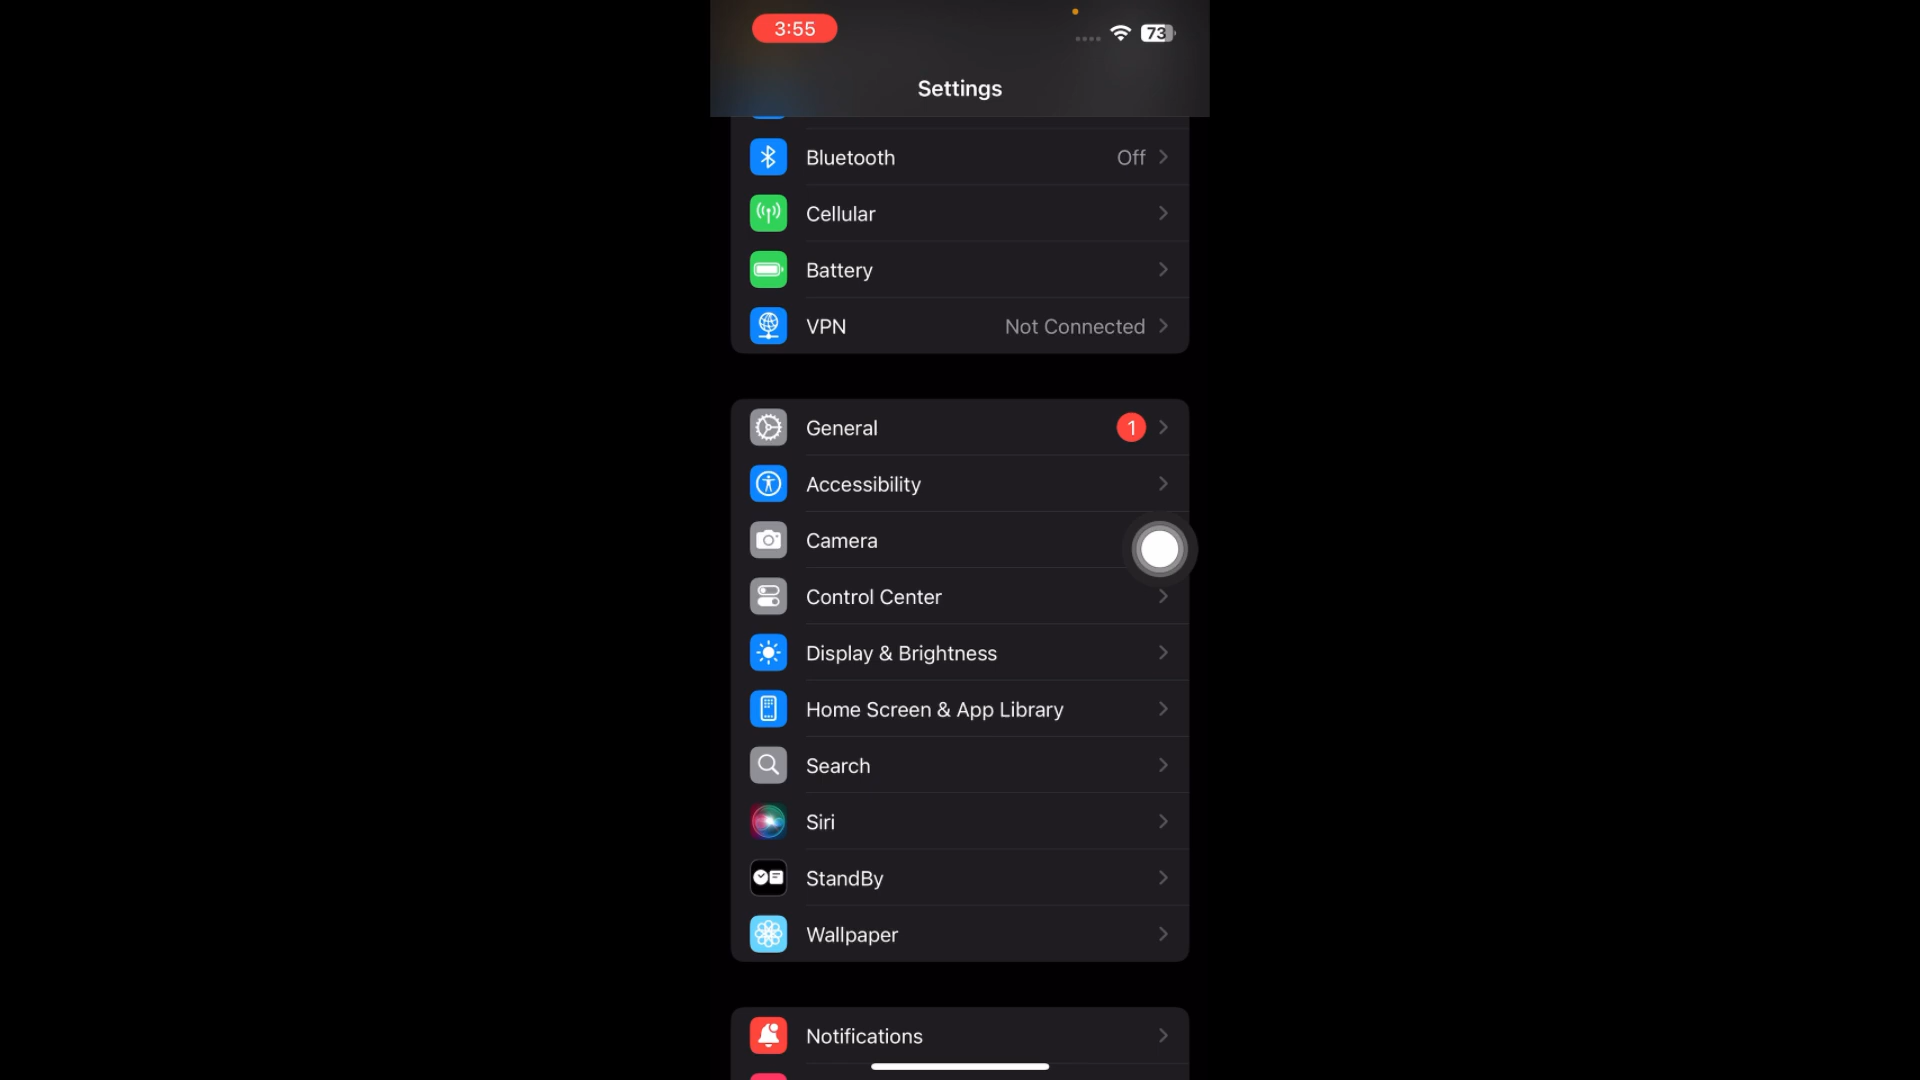 3:55
73
Settings
Bluetooth Off
Cellular
Battery
VPN Not Connected
General 1
Accessibility
Camera
Control Center
Display & Brightness
Home Screen & App Library
Search
Siri
StandBy
Wallpaper
Notifications